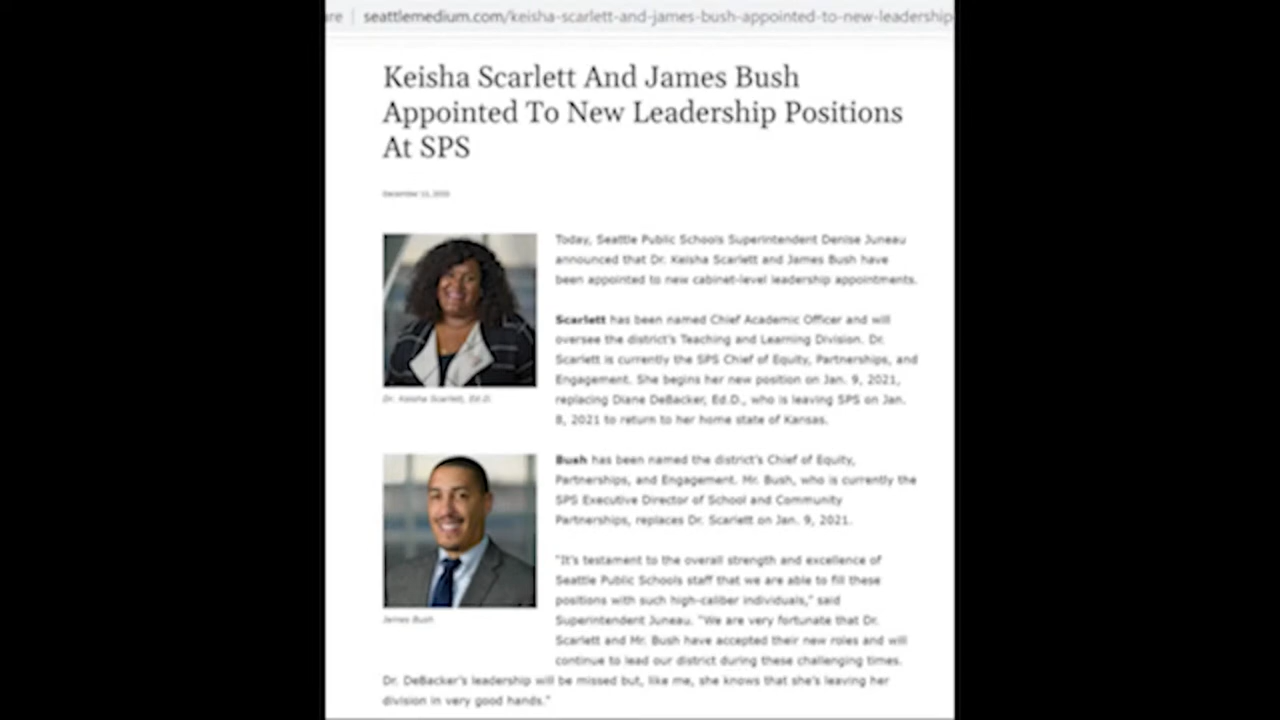 are | seattlemedium.com/keisha-scarlett-and-james-bush-appointed-to-new-leadership
Keisha Scarlett And James Bush
Appointed To New Leadership Positions
At SPS
Today, Seattle Public Schools Superintendent Denise Juneau
announced that Dr. Keisha Scarlett and James Bush have
been appointed to new cabinet-level leadership appointments.
Scarlett has been named Chief Academic Officer and will
oversee the district's Teaching and Learning Division. Dr.
Scarlett is currently the SPS Chief of Equity, Partnerships, and
Engagement. She begins her new position on Jan. 9, 2021,
replacing Diane DeBacker, Ed.D., who is leaving SPS on Jan.
8, 2021 to return to her home state of Kansas.
Dr. Keisha Scarlett, Ed.D.
Bush has been named the district's Chief of Equity,
Partnerships, and Engagement. Mr. Bush, who is currently the
SPS Executive Director of School and Community
Partnerships, replaces Dr. Scarlett on Jan. 9, 2021.
"It's testament to the overall strength and excellence of
Seattle Public Schools staff that we are able to fill these
positions with such high-caliber individuals," said
Superintendent Juneau. "We are very fortunate that Dr.
Scarlett and Mr. Bush have accepted their new roles and will
continue to lead our district during these challenging times.
James Bush
Dr. DeBacker's leadership will be missed but, like me, she knows that she's leaving her
division in very good hands."